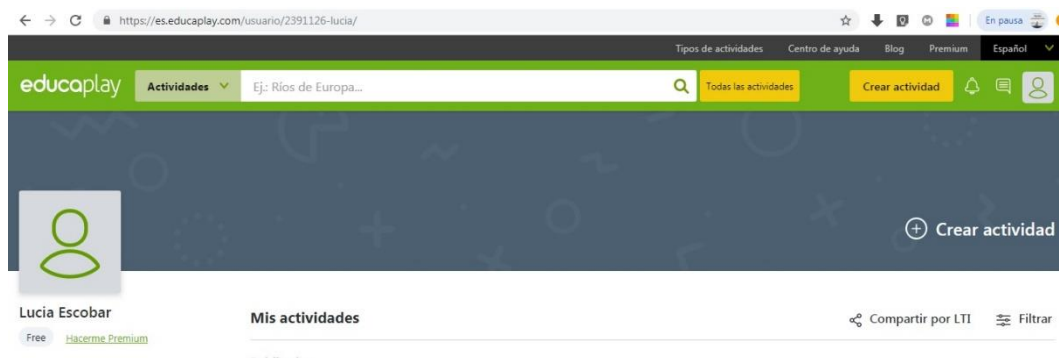 https://es.educaplay.com/usuario/2391126-lucia/
En pausa
Tipos de actividades Centro de ayuda Blog Premium Español
educaplay Actividades Ej.: Ríos de Europa... Todas las actividades Crear actividad
Crear actividad
Lucia Escobar Mis actividades Compartir por LTI Filtrar
Free Hacerme Premium